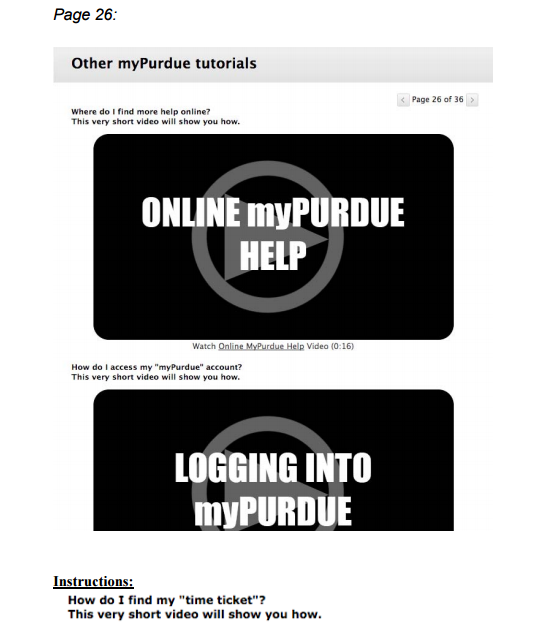 Page 26:
Other myPurdue tutorials
< Page 26 of 36 >
Where do I find more help online?
This very short video will show you how.
ONLINE myPURDUE
HELP
Watch Online MyPurdue Help Video (0:16)
How do I access my "myPurdue" account?
This very short video will show you how.
LOGGING INTO
myPURDUE
Instructions:
How do I find my "time ticket"?
This very short video will show you how.